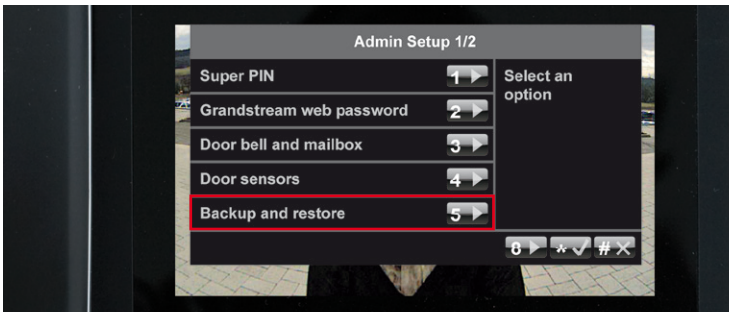 Admin Setup 1/2
Super PIN 1
Grandstream web password 2
Door bell and mailbox 3
Door sensors 4
Backup and restore 5
Select an
option
8 * #